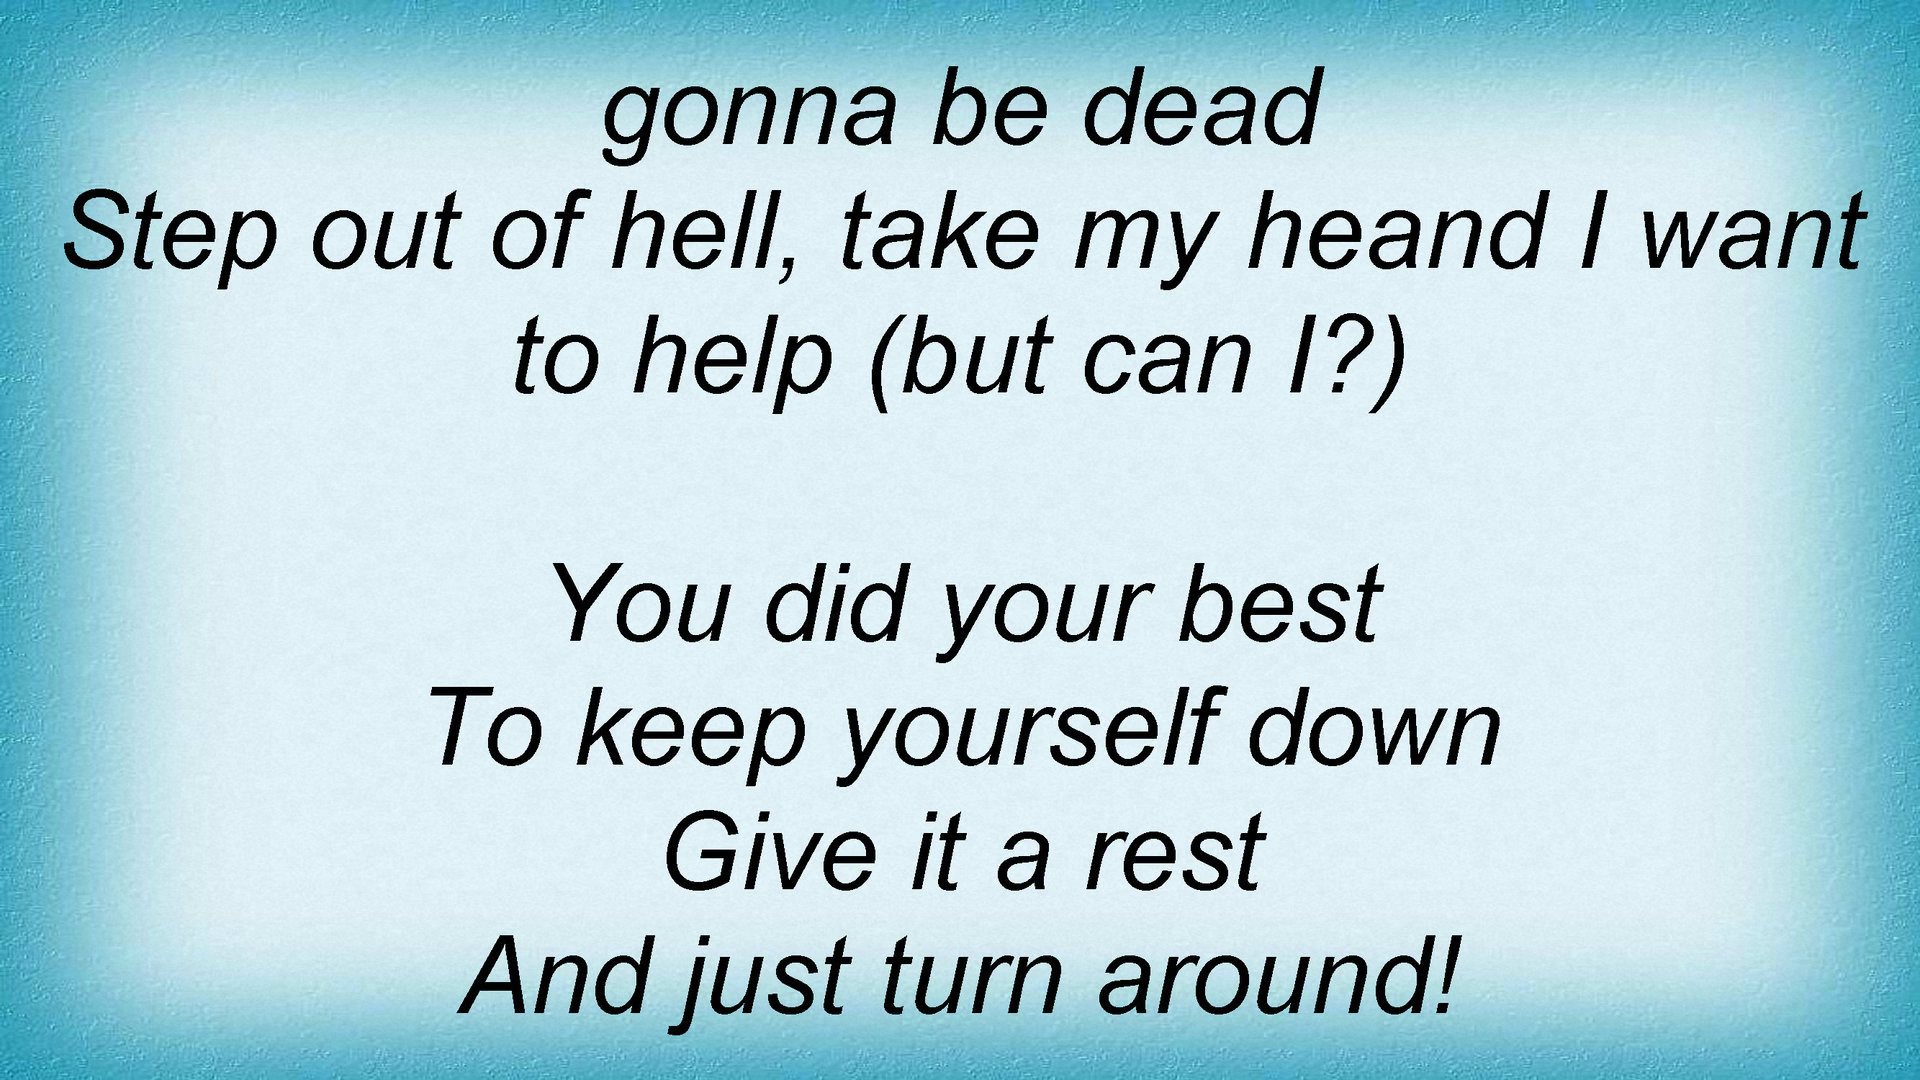 gonna be dead
Step out of hell, take my heand I want
to help (but can I?)
You did your best
To keep yourself down
Give it a rest
And just turn around!